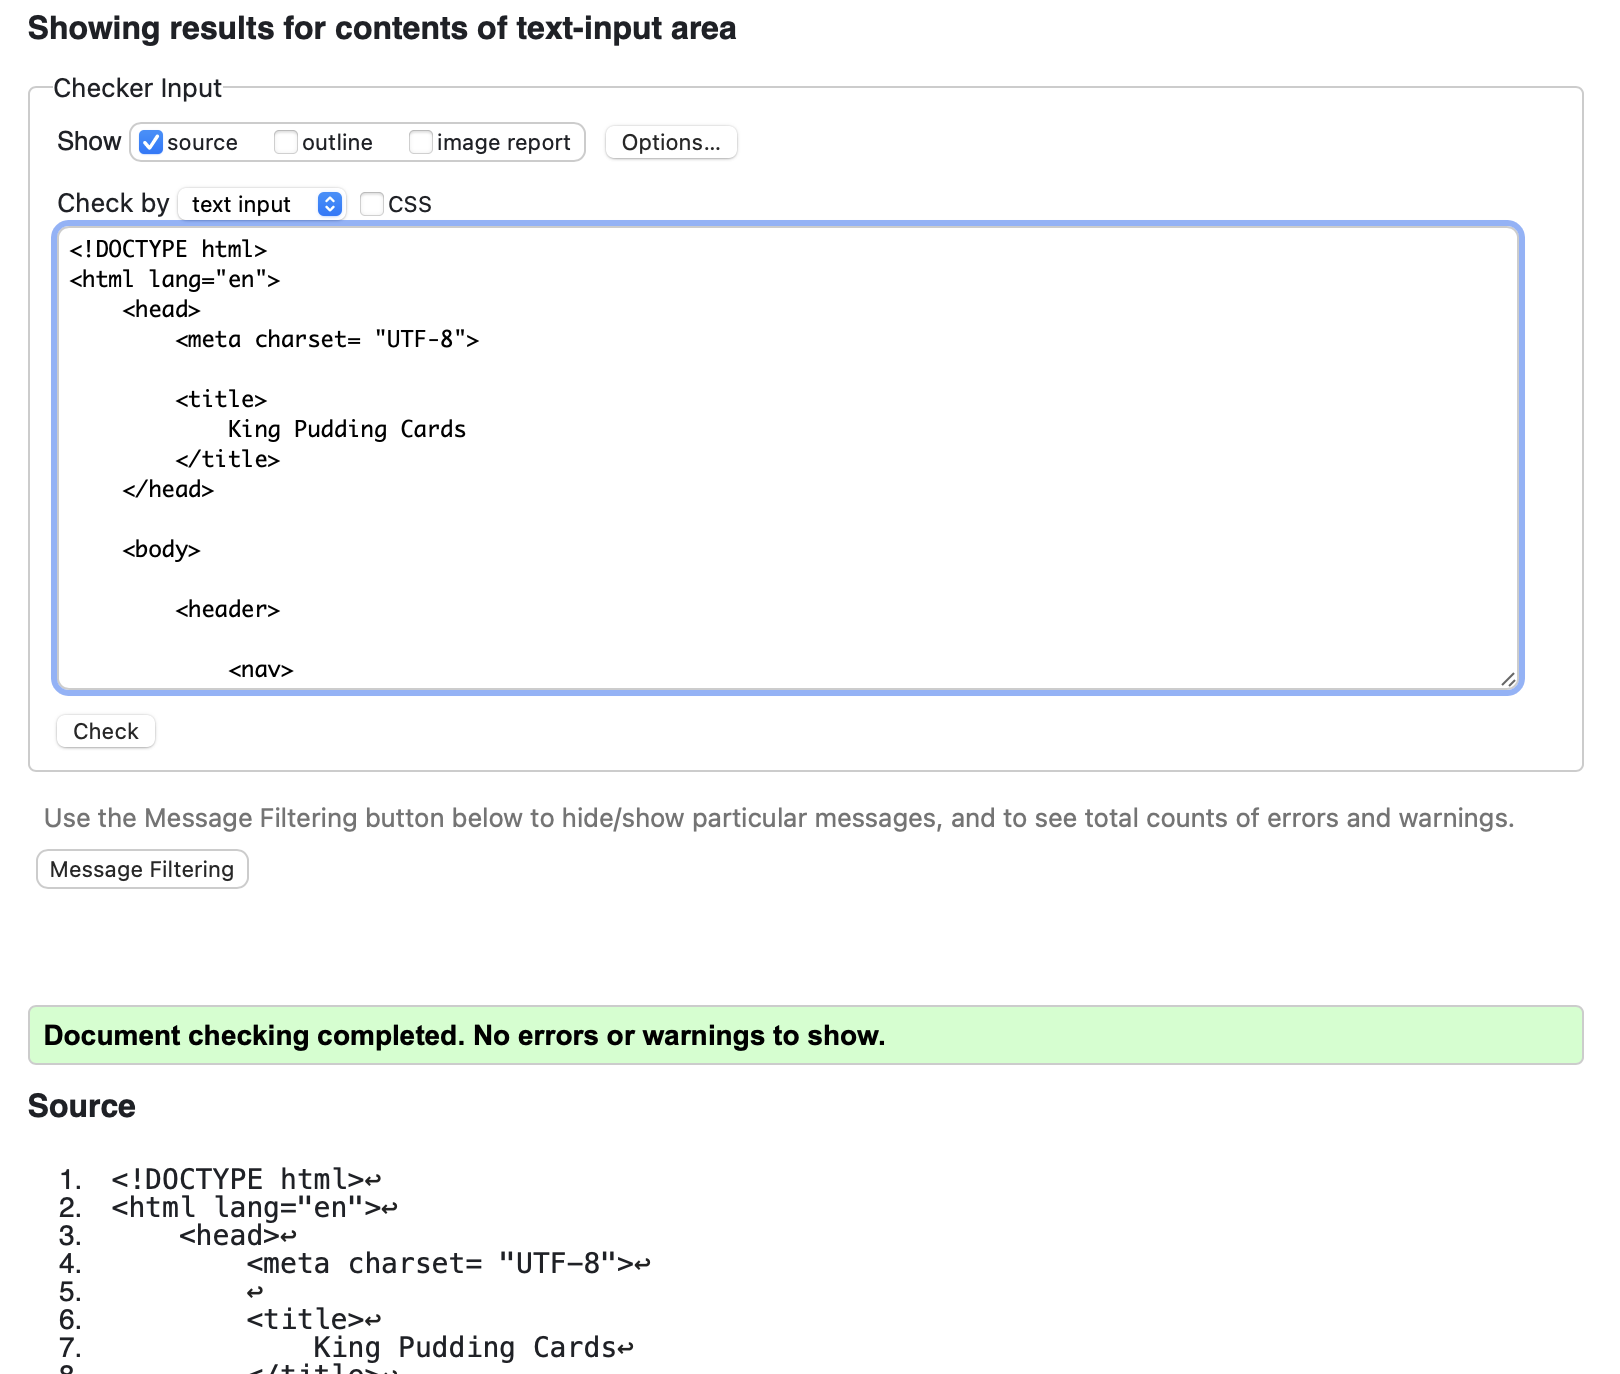 Showing results for contents of text-input area
Checker Input
Show source outline image report Options...
Check by text input CSS
<!DOCTYPE html>
<html lang="en">
    <head>
        <meta charset= "UTF-8">
        <title>
            King Pudding Cards
        </title>
    </head>
    <body>
        <header>
            <nav>
Check
Use the Message Filtering button below to hide/show particular messages, and to see total counts of errors and warnings.
Message Filtering
Document checking completed. No errors or warnings to show.
Source
1. <!DOCTYPE html>↩
2. <html lang="en">↩
3.     <head>↩
4.         <meta charset= "UTF-8">↩
5.         ↩
6.         <title>↩
7.             King Pudding Cards↩
8.         </title>↩